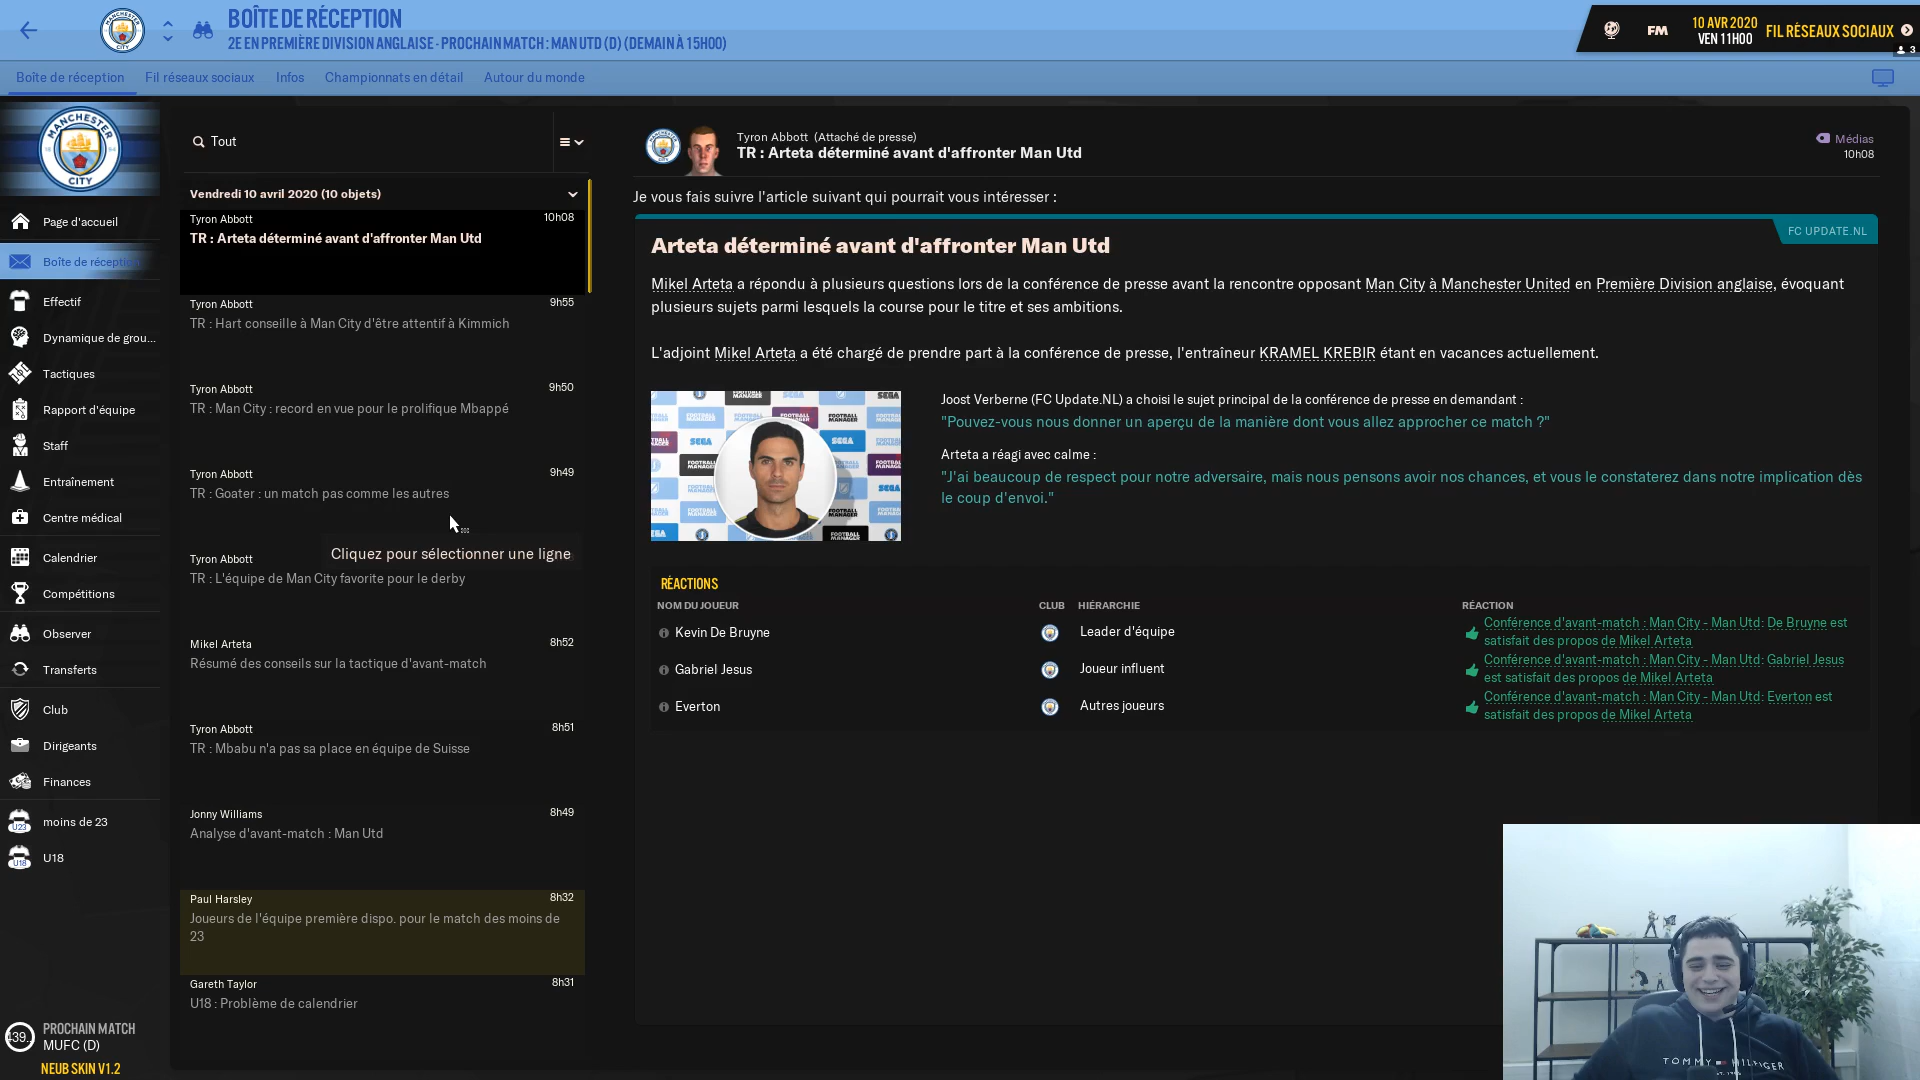 BOÎTE DE RÉCEPTION
2E EN PREMIÈRE DIVISION ANGLAISE - PROCHAIN MATCH : MAN UTD (D) (DEMAIN À 15H00)
10 AVR 2020
VEN 11H00
FM
FIL RÉSEAUX SOCIAUX
3
Boîte de réception
Fil réseaux sociaux
Infos
Championnats en détail
Autour du monde
MANCHESTER
CITY
Page d'accueil
Boîte de réception
Effectif
Dynamique de grou...
Tactiques
Rapport d'équipe
Staff
Entraînement
Centre médical
Calendrier
Compétitions
Observer
Transferts
Club
Dirigeants
Finances
U23
moins de 23
U18
U18
PROCHAIN MATCH
MUFC (D)
NEUB SKIN V1.2
Tout
Vendredi 10 avril 2020 (10 objets)
Tyron Abbott 10h08
TR : Arteta déterminé avant d'affronter Man Utd
Tyron Abbott 9h55
TR : Hart conseille à Man City d'être attentif à Kimmich
Tyron Abbott 9h50
TR : Man City : record en vue pour le prolifique Mbappé
Tyron Abbott 9h49
TR : Goater : un match pas comme les autres
Cliquez pour sélectionner une ligne
Tyron Abbott
TR : L'équipe de Man City favorite pour le derby
Mikel Arteta 8h52
Résumé des conseils sur la tactique d'avant-match
Tyron Abbott 8h51
TR : Mbabu n'a pas sa place en équipe de Suisse
Jonny Williams 8h49
Analyse d'avant-match : Man Utd
Paul Harsley 8h32
Joueurs de l'équipe première dispo. pour le match des moins de
23
Gareth Taylor 8h31
U18 : Problème de calendrier
Tyron Abbott (Attaché de presse)
TR : Arteta déterminé avant d'affronter Man Utd
Médias
10h08
Je vous fais suivre l'article suivant qui pourrait vous intéresser :
FC UPDATE.NL
Arteta déterminé avant d'affronter Man Utd
Mikel Arteta a répondu à plusieurs questions lors de la conférence de presse avant la rencontre opposant Man City à Manchester United en Première Division anglaise, évoquant
plusieurs sujets parmi lesquels la course pour le titre et ses ambitions.
L'adjoint Mikel Arteta a été chargé de prendre part à la conférence de presse, l'entraîneur KRAMEL KREBIR étant en vacances actuellement.
FOOTBALL MANAGER
SEGA
Joost Verberne (FC Update.NL) a choisi le sujet principal de la conférence de presse en demandant :
"Pouvez-vous nous donner un aperçu de la manière dont vous allez approcher ce match ?"
Arteta a réagi avec calme :
"J'ai beaucoup de respect pour notre adversaire, mais nous pensons avoir nos chances, et vous le constaterez dans notre implication dès
le coup d'envoi."
RÉACTIONS
NOM DU JOUEUR CLUB HIÉRARCHIE RÉACTION
Kevin De Bruyne Leader d'équipe
Conférence d'avant-match : Man City - Man Utd: De Bruyne est
satisfait des propos de Mikel Arteta
Gabriel Jesus Joueur influent
Conférence d'avant-match : Man City - Man Utd: Gabriel Jesus
est satisfait des propos de Mikel Arteta
Everton Autres joueurs
Conférence d'avant-match : Man City - Man Utd: Everton est
satisfait des propos de Mikel Arteta
TOMMY HILFIGER